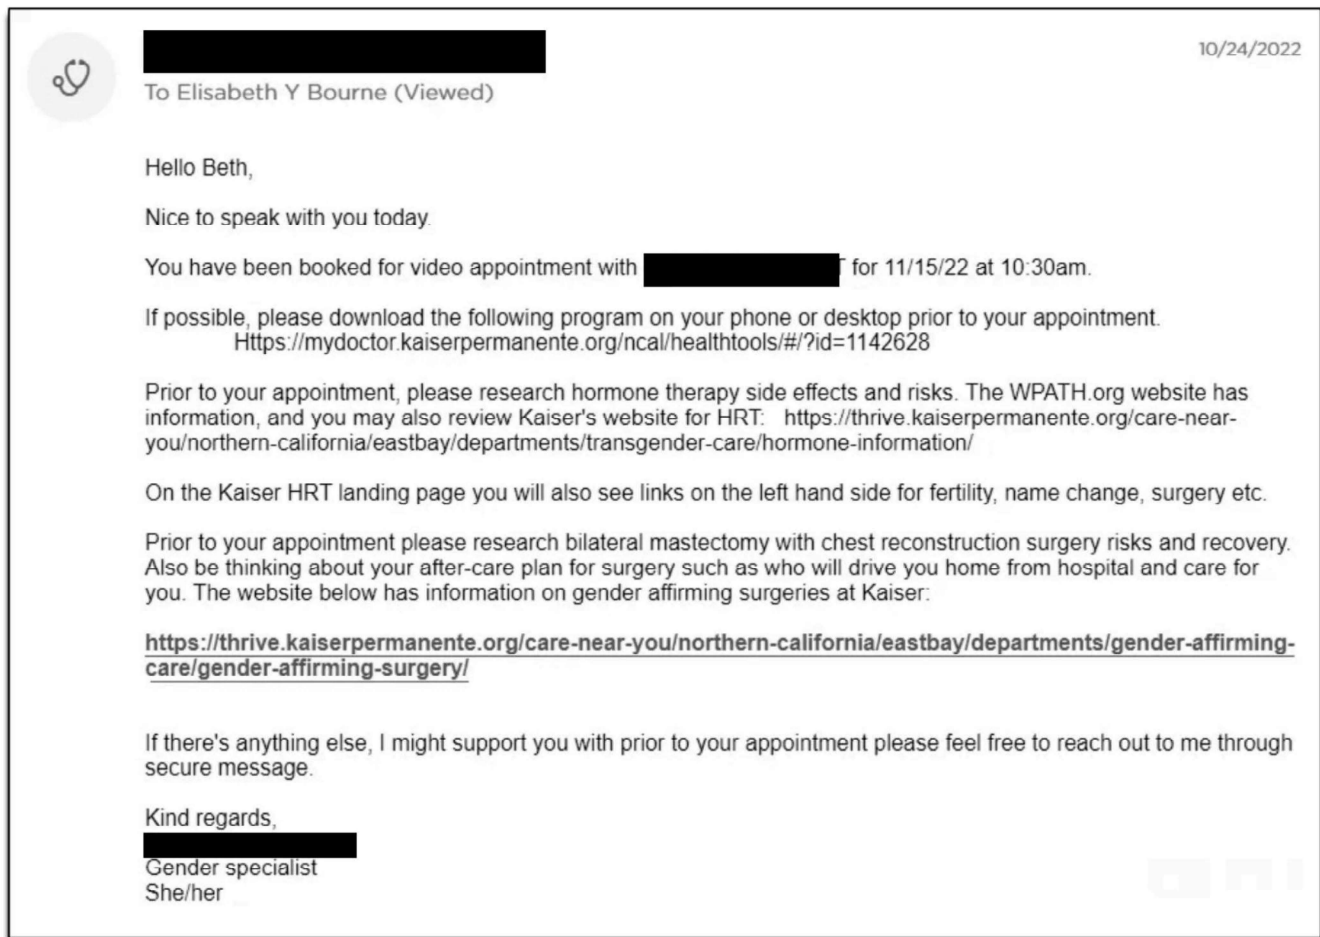 10/24/2022
To Elisabeth Y Bourne (Viewed)
Hello Beth,
Nice to speak with you today.
You have been booked for video appointment with for 11/15/22 at 10:30am.
If possible, please download the following program on your phone or desktop prior to your appointment.
Https://mydoctor.kaiserpermanente.org/ncal/healthtools/#/?id=1142628
Prior to your appointment, please research hormone therapy side effects and risks. The WPATH.org website has
information, and you may also review Kaiser's website for HRT: https://thrive.kaiserpermanente.org/care-near-
you/northern-california/eastbay/departments/transgender-care/hormone-information/
On the Kaiser HRT landing page you will also see links on the left hand side for fertility, name change, surgery etc.
Prior to your appointment please research bilateral mastectomy with chest reconstruction surgery risks and recovery.
Also be thinking about your after-care plan for surgery such as who will drive you home from hospital and care for
you. The website below has information on gender affirming surgeries at Kaiser:
https://thrive.kaiserpermanente.org/care-near-you/northern-california/eastbay/departments/gender-affirming-
care/gender-affirming-surgery/
If there's anything else, I might support you with prior to your appointment please feel free to reach out to me through
secure message.
Kind regards,
Gender specialist
She/her